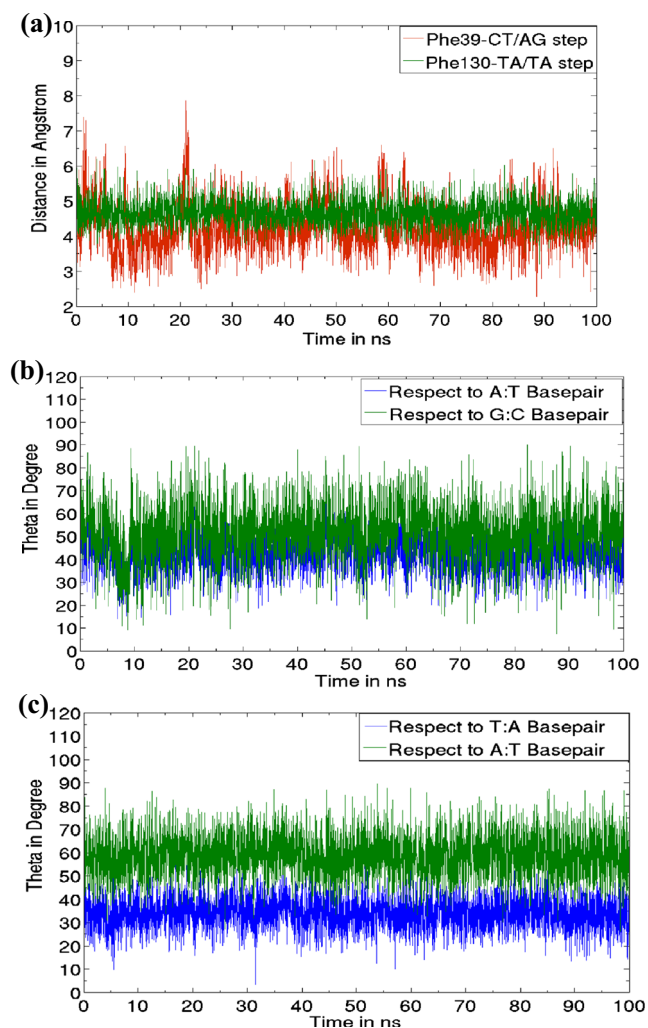 (a)
Phe39-CT/AG step
Phe130-TA/TA step
Distance in Angstrom
10
9
8
7
6
5
4
3
2
0 10 20 30 40 50 60 70 80 90 100
Time in ns
(b)
Respect to A:T Basepair
Respect to G:C Basepair
Theta in Degree
120
110
100
90
80
70
60
50
40
30
20
10
0
0 10 20 30 40 50 60 70 80 90 100
Time in ns
(c)
Respect to T:A Basepair
Respect to A:T Basepair
Theta in Degree
120
110
100
90
80
70
60
50
40
30
20
10
0
0 10 20 30 40 50 60 70 80 90 100
Time in ns